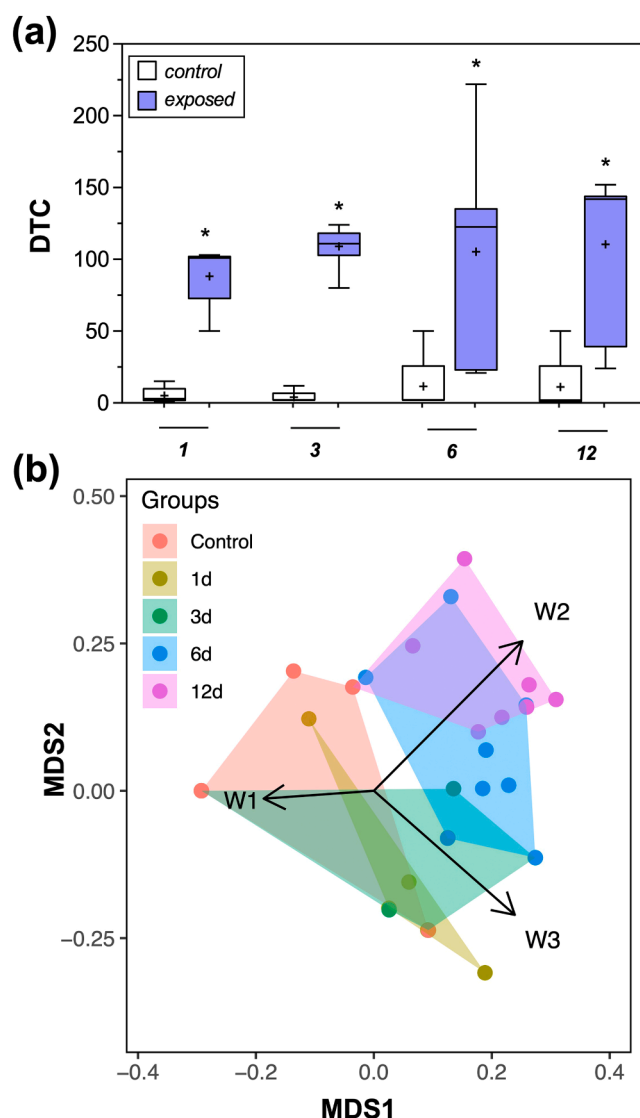 (a)
250
200
150
100
50
0
DTC
control
exposed
*
*
*
*
+
+
+
+
+
+
+
+
1 3 6 12
(b)
Groups
Control
1d
3d
6d
12d
0.50
0.25
0.00
−0.25
MDS2
W2
W1
W3
−0.4 −0.2 0.0 0.2 0.4
MDS1